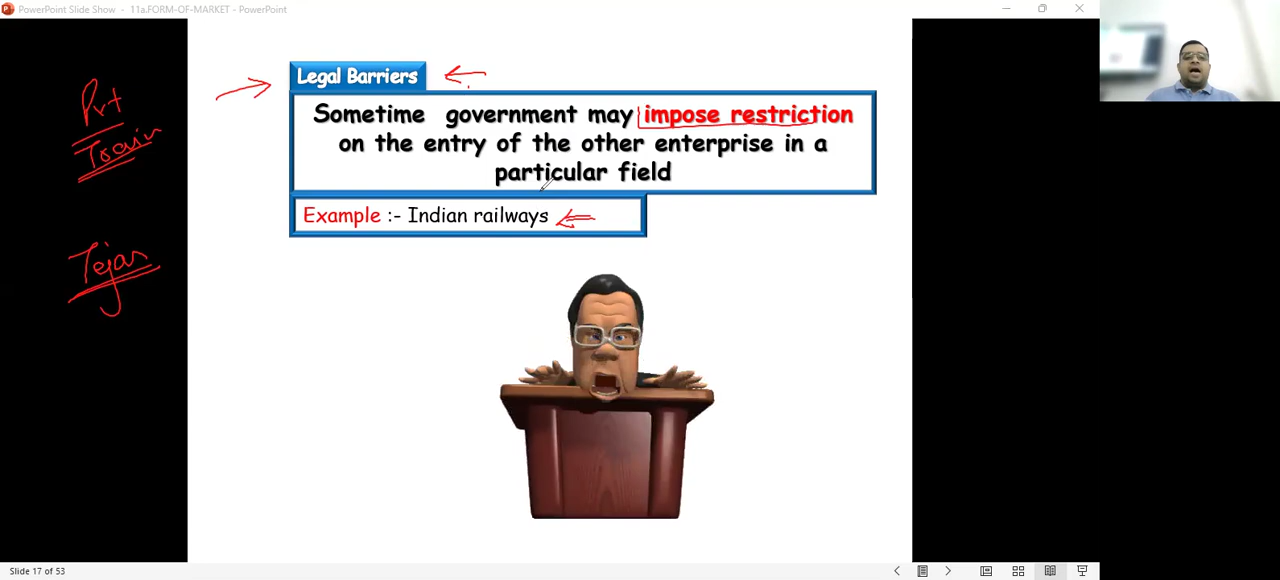 PowerPoint Slide Show - 11a.FORM-OF-MARKET - PowerPoint
Legal Barriers
Sometime government may impose restriction
on the entry of the other enterprise in a
particular field
Example :- Indian railways
Pvt
Train
Tejas
Slide 17 of 53